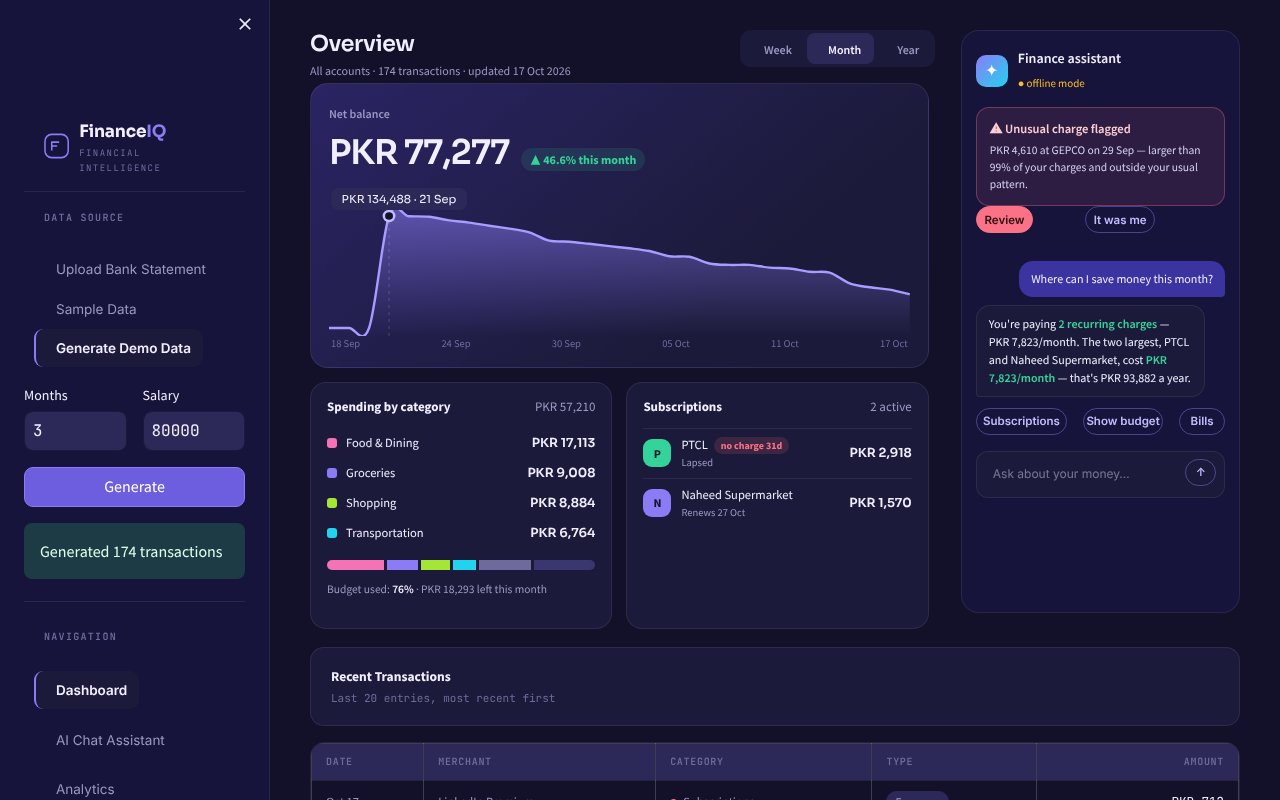 FinanceIQ
FINANCIAL
INTELLIGENCE
DATA SOURCE
Upload Bank Statement
Sample Data
Generate Demo Data
Months
Salary
3
80000
Generate
Generated 174 transactions
NAVIGATION
Dashboard
AI Chat Assistant
Analytics
Overview
All accounts · 174 transactions · updated 17 Oct 2026
Week
Month
Year
Net balance
PKR 77,277
▲ 46.6% this month
PKR 134,488 · 21 Sep
18 Sep
24 Sep
30 Sep
05 Oct
11 Oct
17 Oct
Spending by category
PKR 57,210
Food & Dining
PKR 17,113
Groceries
PKR 9,008
Shopping
PKR 8,884
Transportation
PKR 6,764
Budget used: 76% · PKR 18,293 left this month
Subscriptions
2 active
P
PTCL
no charge 31d
Lapsed
PKR 2,918
N
Naheed Supermarket
Renews 27 Oct
PKR 1,570
Finance assistant
● offline mode
Unusual charge flagged
PKR 4,610 at GEPCO on 29 Sep — larger than
99% of your charges and outside your usual
pattern.
Review
It was me
Where can I save money this month?
You're paying 2 recurring charges —
PKR 7,823/month. The two largest, PTCL
and Naheed Supermarket, cost PKR
7,823/month — that's PKR 93,882 a year.
Subscriptions
Show budget
Bills
Ask about your money...
Recent Transactions
Last 20 entries, most recent first
DATE
MERCHANT
CATEGORY
TYPE
AMOUNT